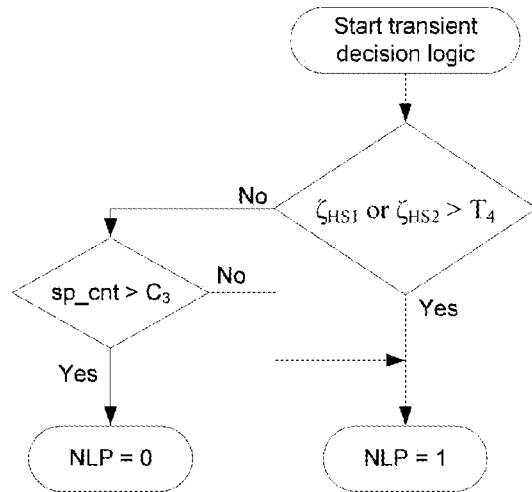 Start transient
decision logic
No
ζHS1 or ζHS2 > T4
sp_cnt > C3
No
Yes
Yes
NLP = 0
NLP = 1